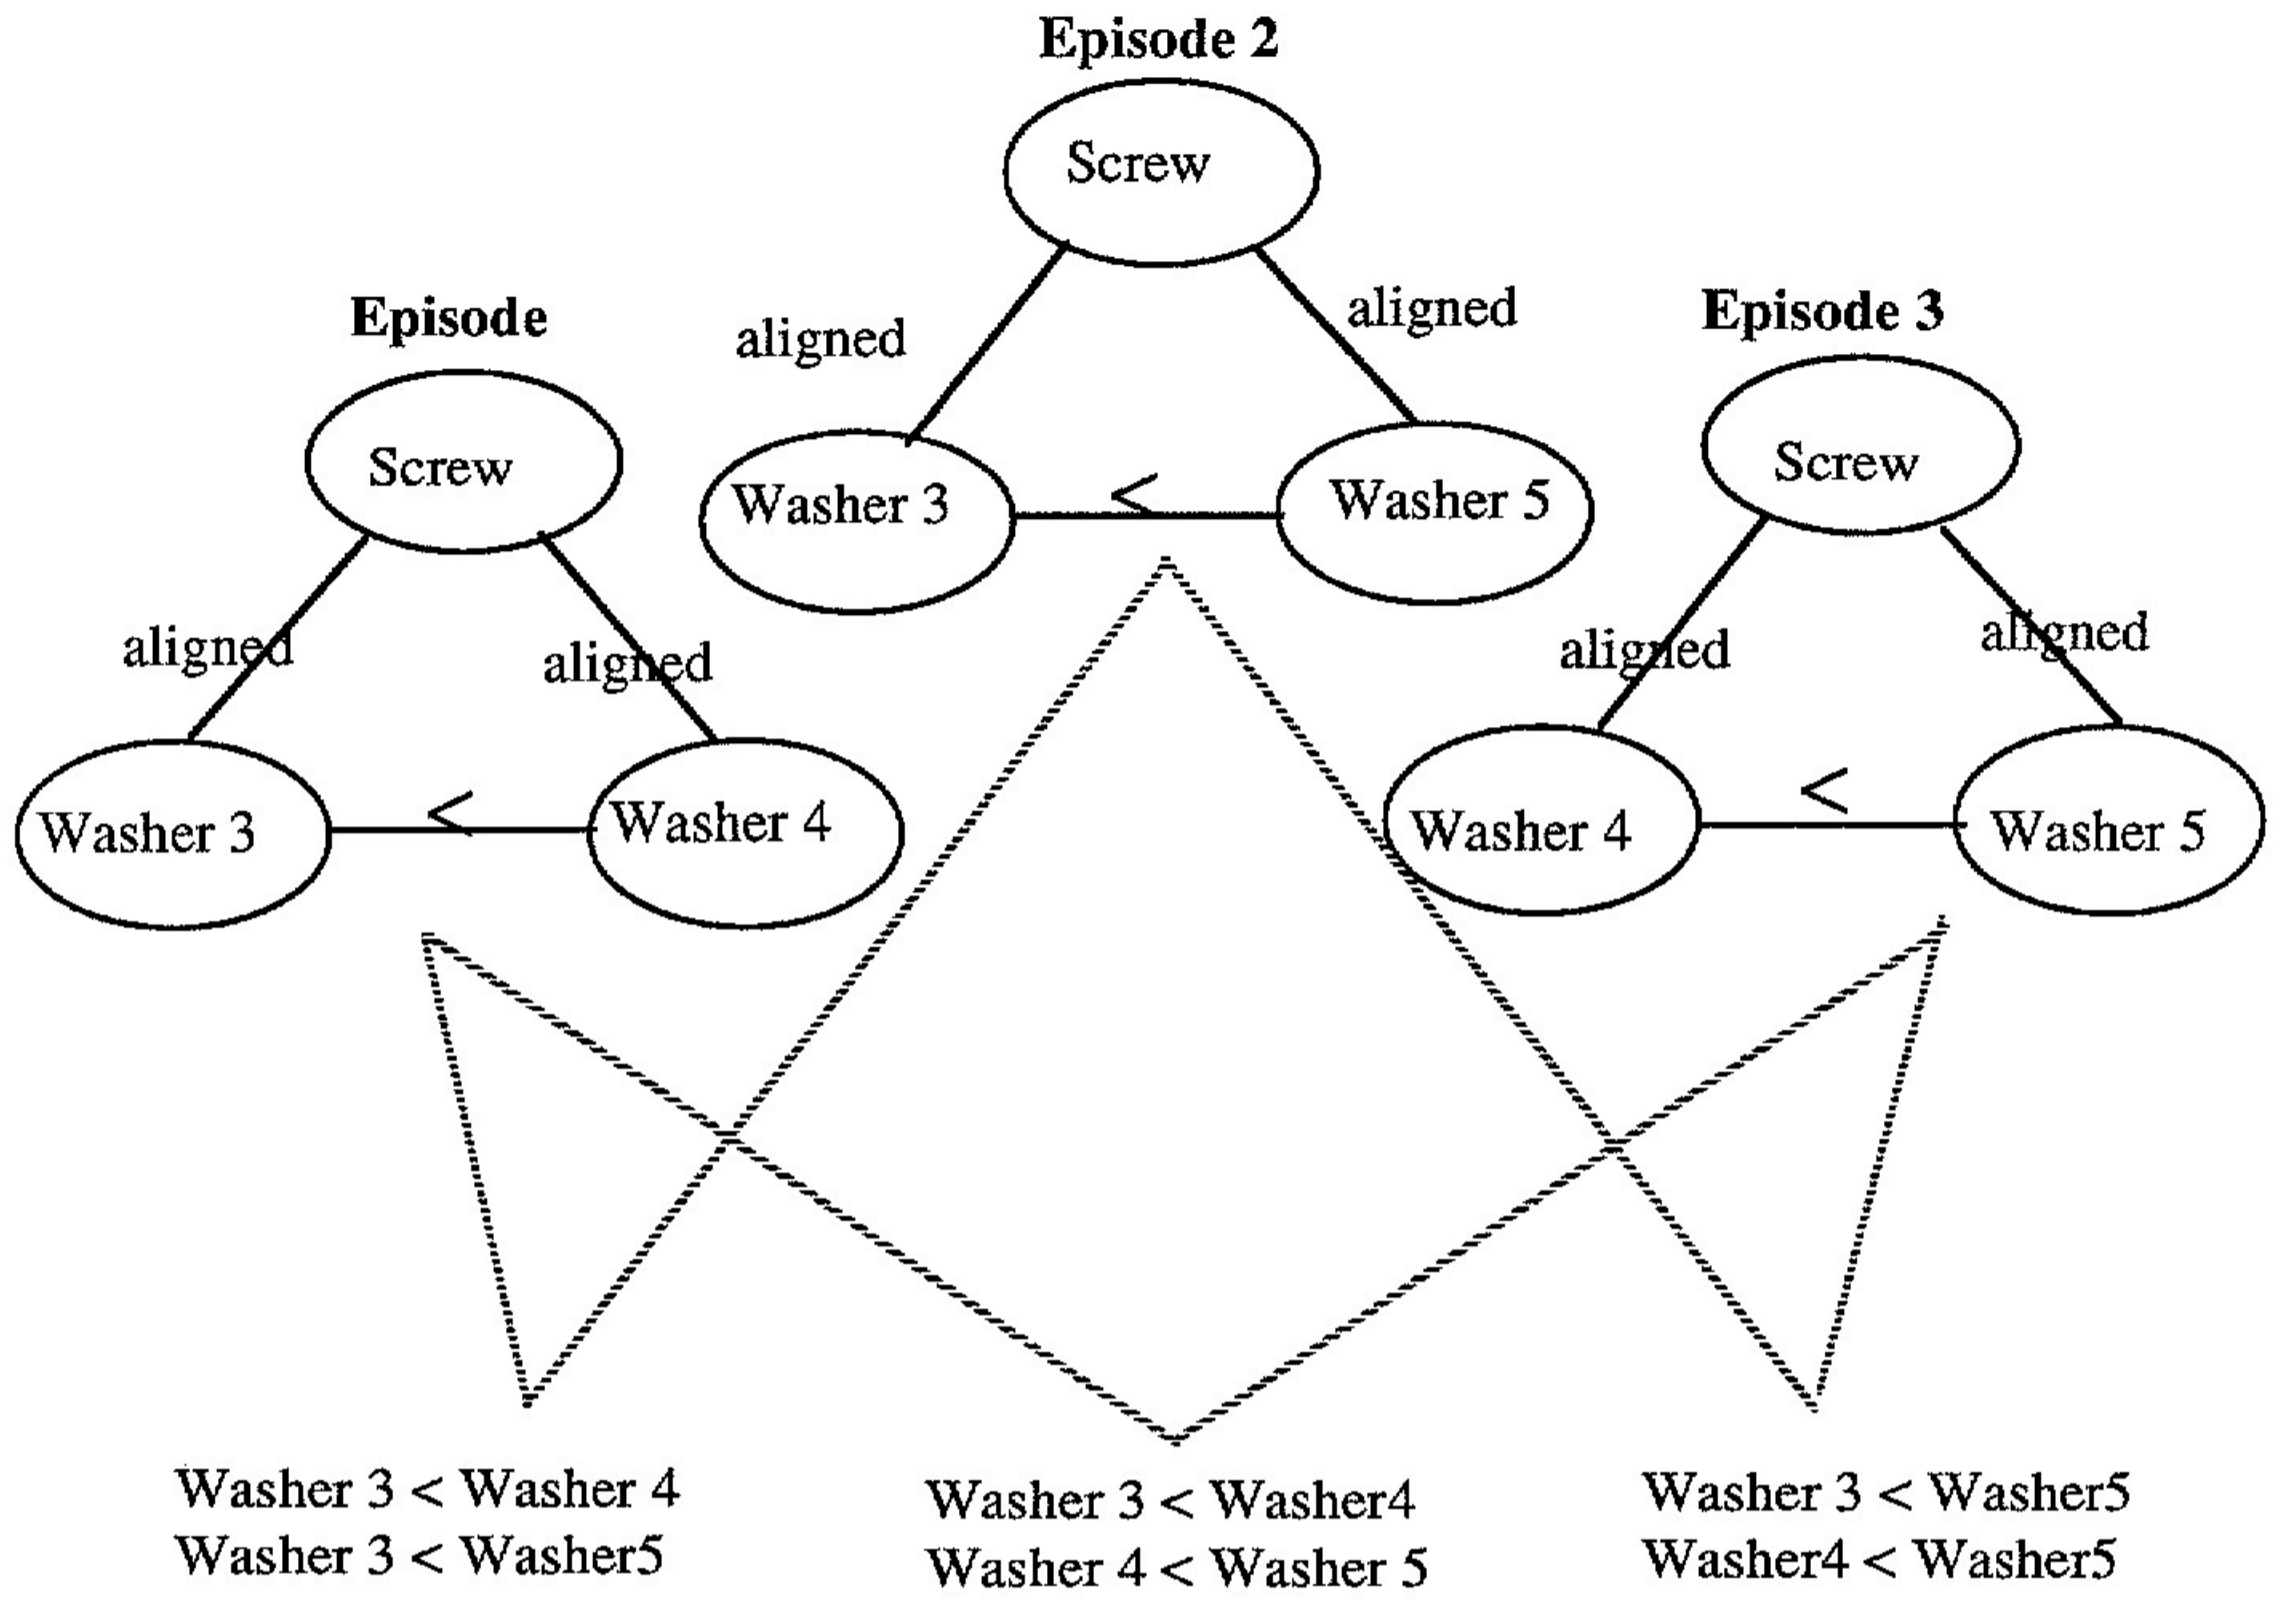 Episode 2
Screw
aligned
aligned
Washer 3
<
Washer 5
Episode
Screw
aligned
aligned
Washer 3
<
Washer 4
Episode 3
Screw
aligned
aligned
Washer 4
<
Washer 5
Washer 3 < Washer 4
Washer 3 < Washer5
Washer 3 < Washer4
Washer 4 < Washer 5
Washer 3 < Washer5
Washer4 < Washer5